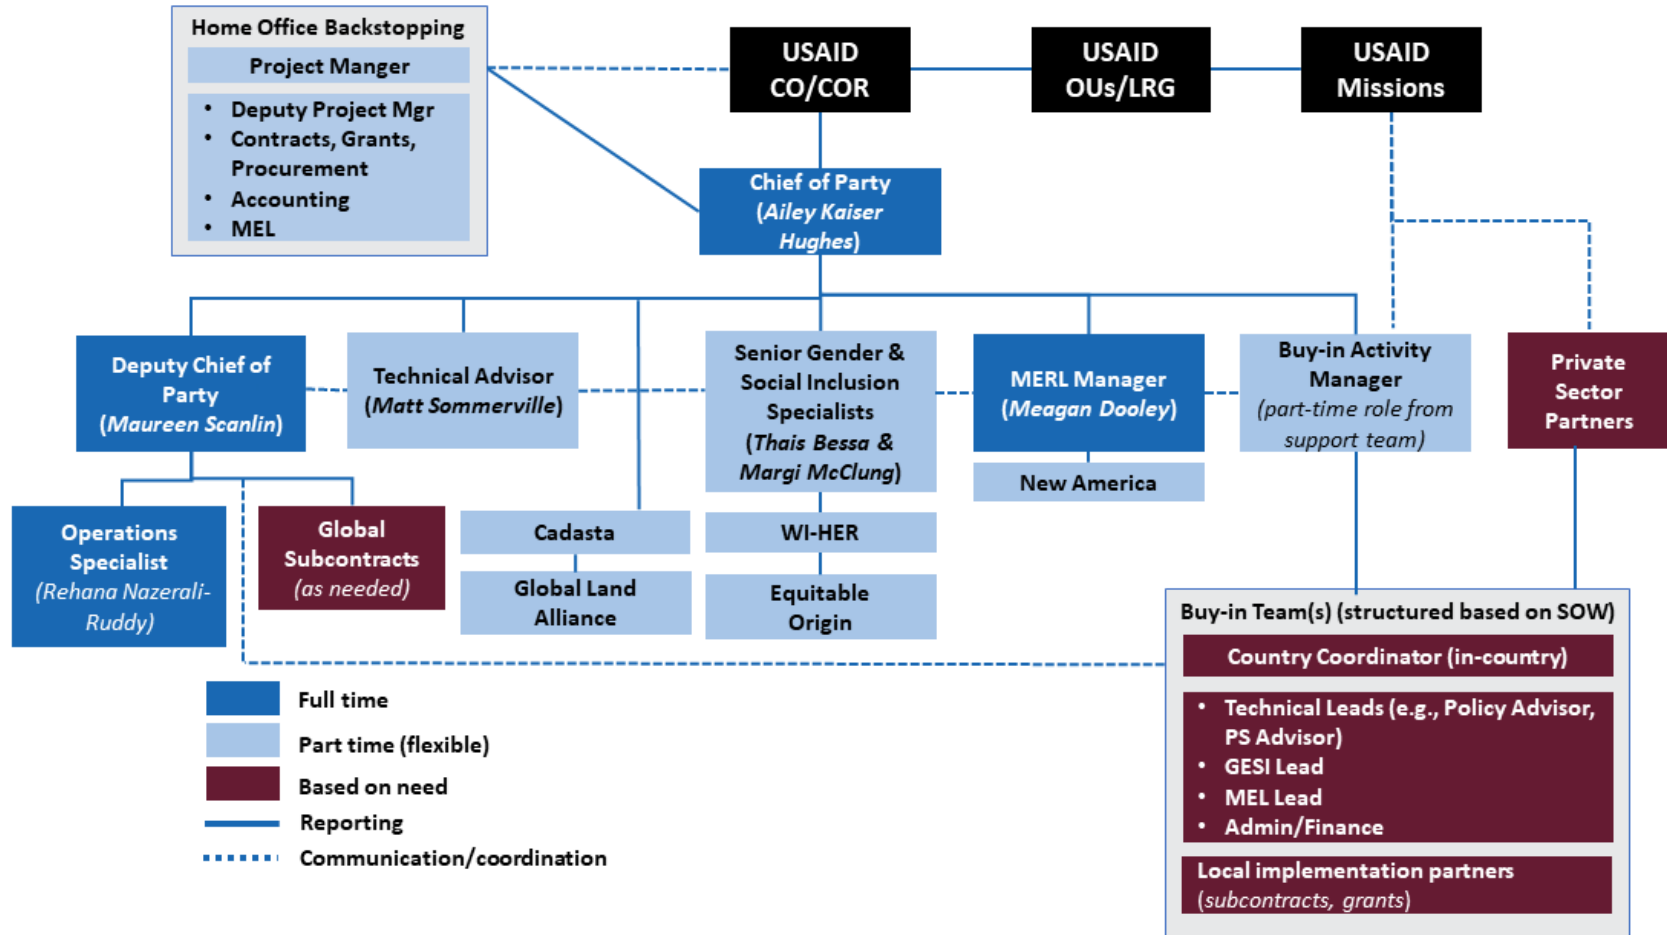 Home Office Backstopping
Project Manger
• Deputy Project Mgr
• Contracts, Grants,
Procurement
• Accounting
• MEL
USAID
CO/COR
USAID
OUs/LRG
USAID
Missions
Chief of Party
(Ailey Kaiser
Hughes)
Deputy Chief of
Party
(Maureen Scanlin)
Technical Advisor
(Matt Sommerville)
Senior Gender &
Social Inclusion
Specialists
(Thais Bessa &
Margi McClung)
MERL Manager
(Meagan Dooley)
Buy-in Activity
Manager
(part-time role from
support team)
Private
Sector
Partners
New America
Operations
Specialist
(Rehana Nazerali-
Ruddy)
Global
Subcontracts
(as needed)
Cadasta
Global Land
Alliance
WI-HER
Equitable
Origin
Buy-in Team(s) (structured based on SOW)
Country Coordinator (in-country)
• Technical Leads (e.g., Policy Advisor,
PS Advisor)
• GESI Lead
• MEL Lead
• Admin/Finance
Local implementation partners
(subcontracts, grants)
Full time
Part time (flexible)
Based on need
Reporting
Communication/coordination